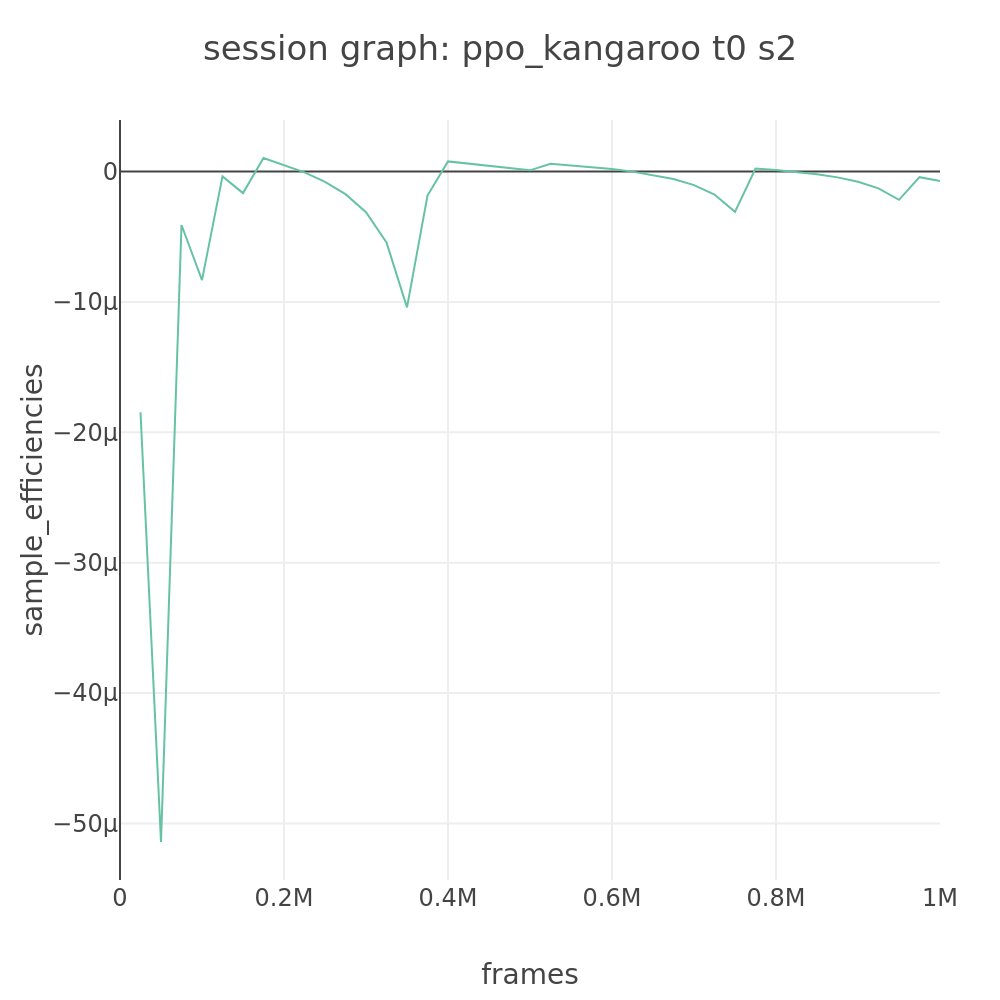 session graph: ppo_kangaroo t0 s2
sample_efficiencies
0
−10μ
−20μ
−30μ
−40μ
−50μ
0
0.2M
0.4M
0.6M
0.8M
1M
frames